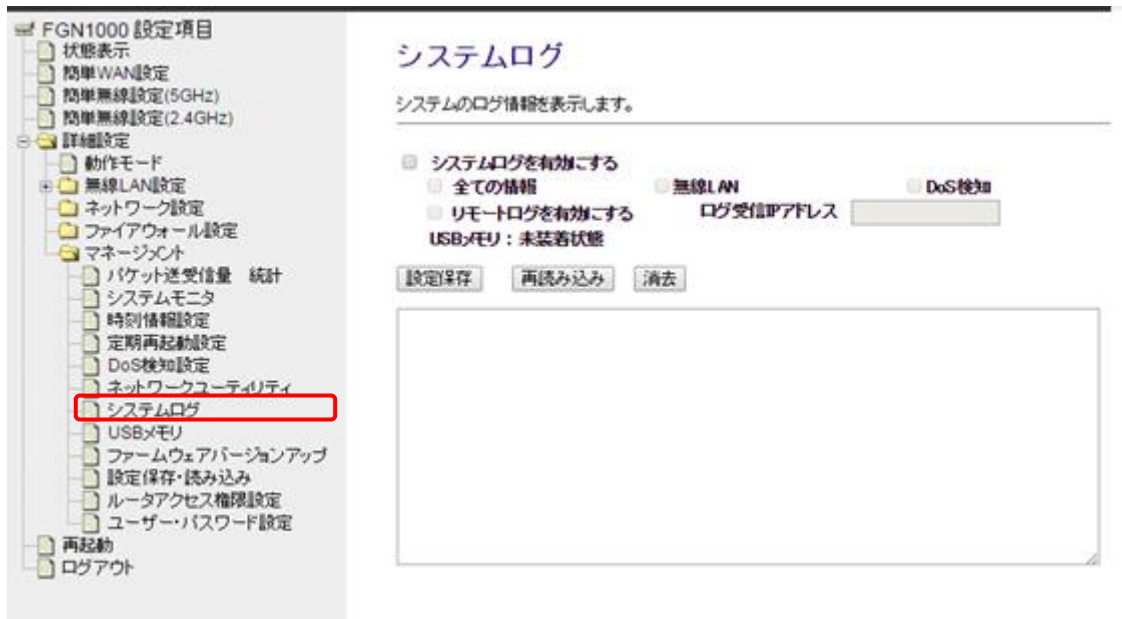 FGN1000 設定項目
状態表示
簡単WAN設定
簡単無線設定(5GHz)
簡単無線設定(2.4GHz)
詳細設定
動作モード
無線LAN設定
ネットワーク設定
ファイアウォール設定
マネージメント
パケット送受信量　統計
システムモニタ
時刻情報設定
定期再起動設定
DoS検知設定
ネットワークユーティリティ
システムログ
USBメモリ
ファームウェアバージョンアップ
設定保存・読み込み
ルータアクセス権限設定
ユーザー・パスワード設定
再起動
ログアウト
システムログ
システムのログ情報を表示します。
システムログを有効にする
全ての情報 無線LAN DoS検知
リモートログを有効にする ログ受信IPアドレス
USBメモリ：未装着状態
設定保存 再読み込み 消去